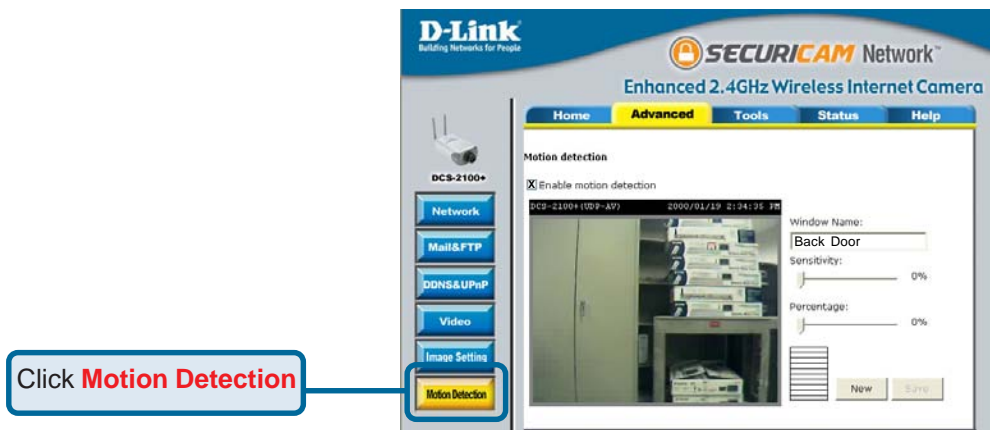 D-Link
Building Networks for People
SECURICAM Network™
Enhanced 2.4GHz Wireless Internet Camera
Home Advanced Tools Status Help
DCS-2100+
Network
Mail&FTP
DDNS&UPnP
Video
Image Setting
Motion Detection
Motion detection
X Enable motion detection
DCS-2100+(UDP-AV) 2000/01/19 2:34:35 PM
Window Name:
Back Door
Sensitivity:
0%
Percentage:
0%
New Save
Click Motion Detection